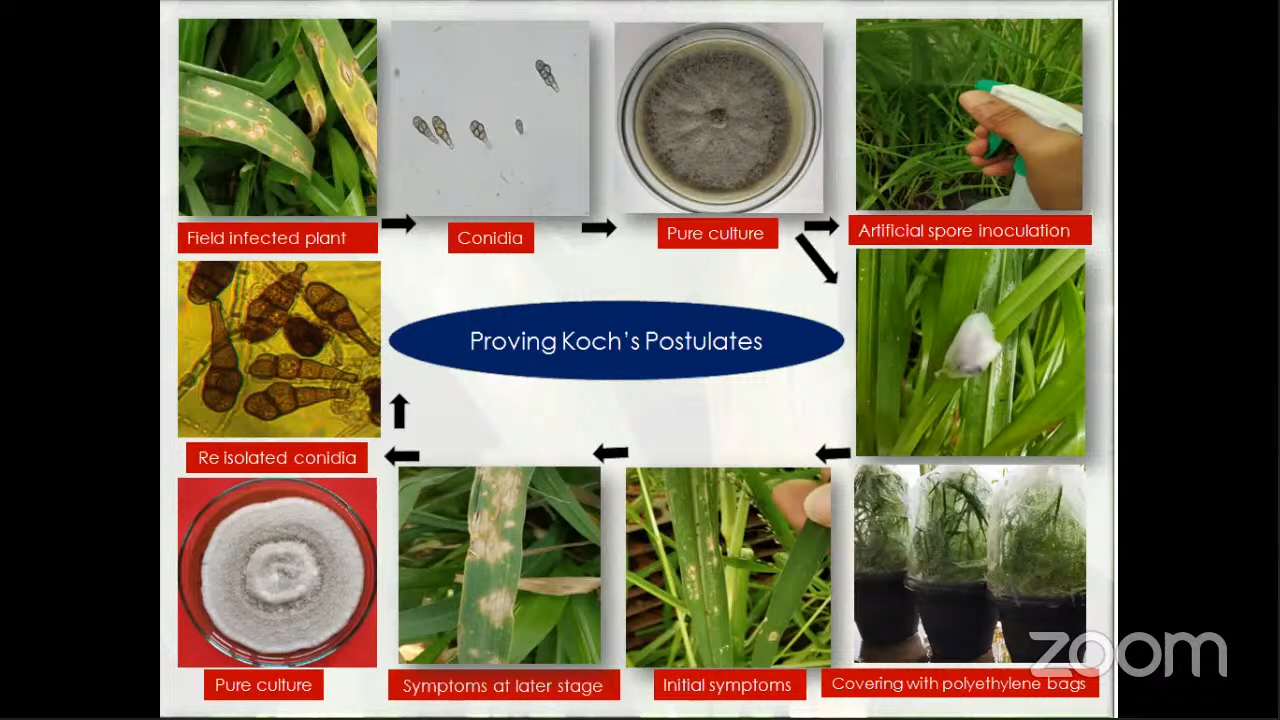 Field infected plant
Conidia
Pure culture
Artificial spore inoculation
Proving Koch's Postulates
Re isolated conidia
Pure culture
Symptoms at later stage
Initial symptoms
Covering with polyethylene bags
zoom